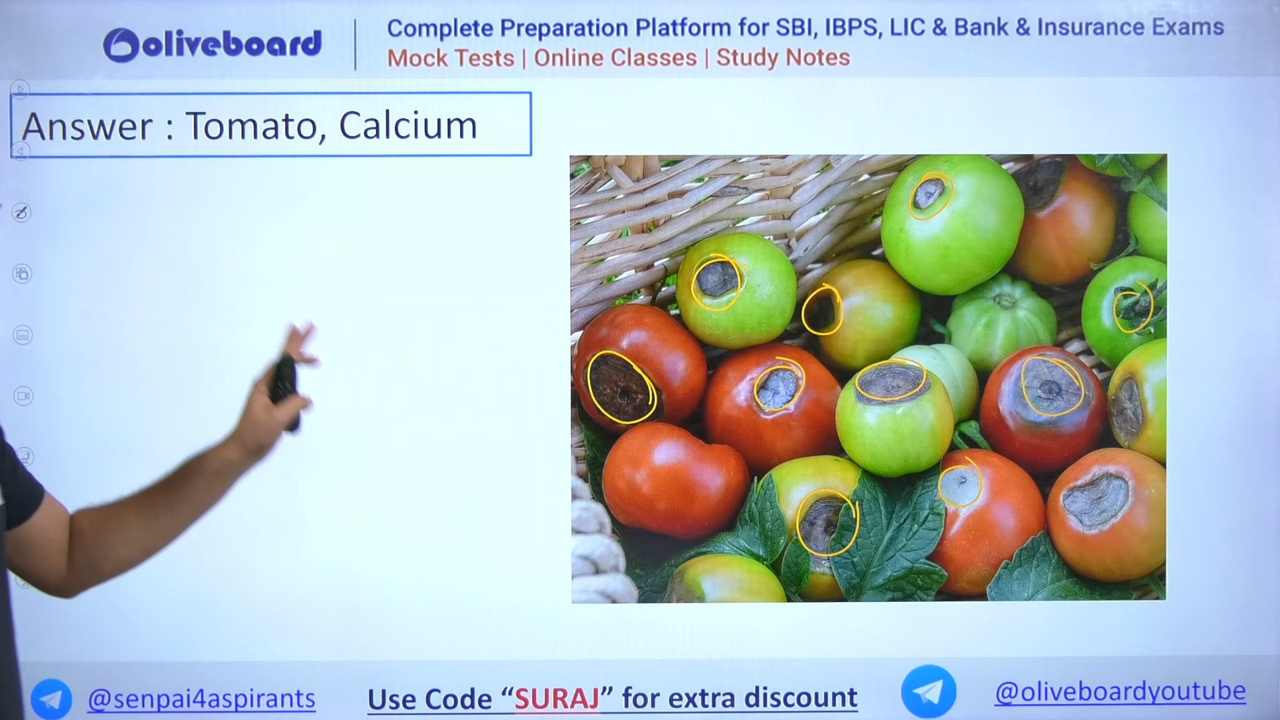 oliveboard
Complete Preparation Platform for SBI, IBPS, LIC & Bank & Insurance Exams
Mock Tests | Online Classes | Study Notes
Answer : Tomato, Calcium
@senpai4aspirants
Use Code “SURAJ” for extra discount
@oliveboardyoutube